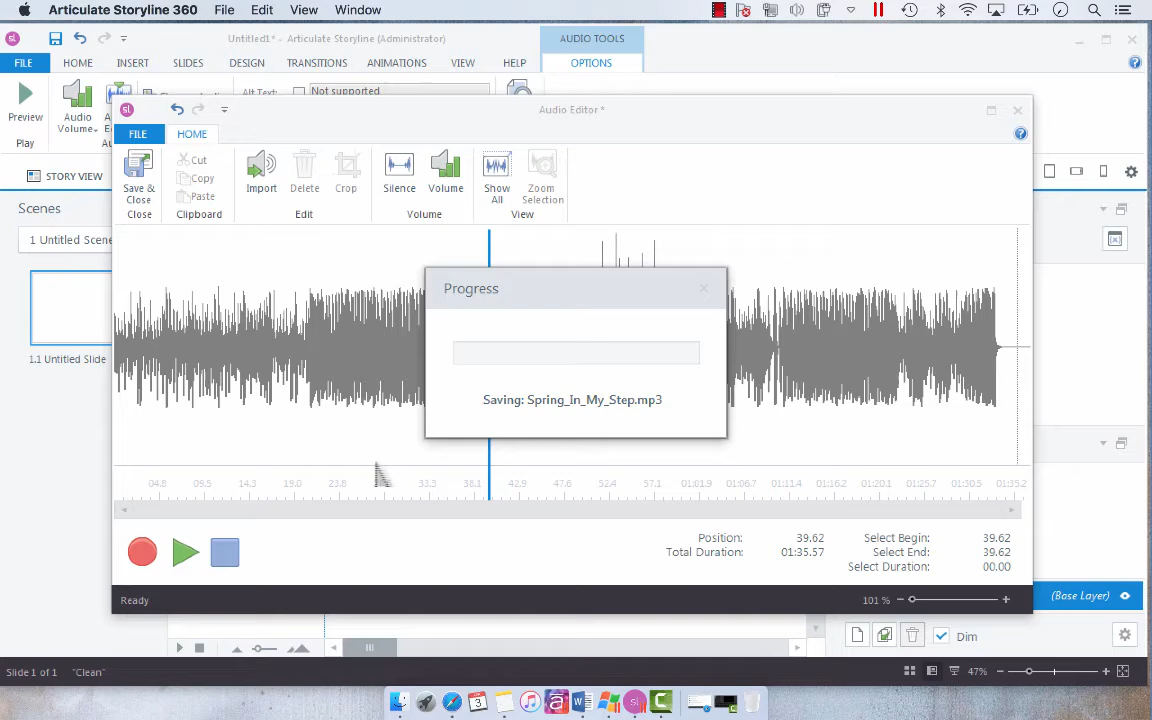 Articulate Storyline 360 File Edit View Window
Untitled1* - Articulate Storyline (Administrator)
AUDIO TOOLS
FILE HOME INSERT SLIDES DESIGN TRANSITIONS ANIMATIONS VIEW HELP OPTIONS
Alt Text: Not supported
Preview
Play
Audio
Volume
Audio Editor *
FILE HOME
Save &
Close
Close
Cut
Copy
Paste
Clipboard
Import
Delete
Crop
Edit
Silence
Volume
Volume
Show
All
Zoom
Selection
View
STORY VIEW
Scenes
1 Untitled Scene
1.1 Untitled Slide
Progress
Saving: Spring_In_My_Step.mp3
04.8 09.5 14.3 19.0 23.8 33.3 38.1 42.9 47.6 52.4 57.1 01:01.9 01:06.7 01:11.4 01:16.2 01:20.1 01:25.7 01:30.5 01:35.2
Position: 39.62
Total Duration: 01:35.57
Select Begin: 39.62
Select End: 39.62
Select Duration: 00.00
Ready
101 %
(Base Layer)
Dim
Slide 1 of 1 "Clean"
47%
3